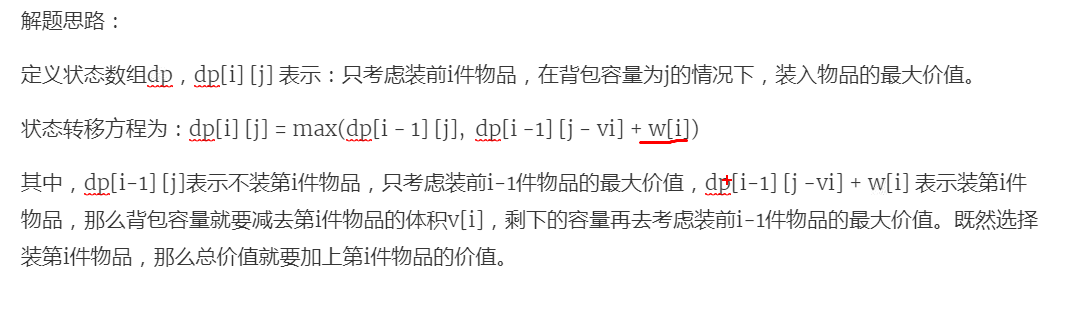 解题思路：
定义状态数组dp，dp[i] [j] 表示：只考虑装前i件物品，在背包容量为j的情况下，装入物品的最大价值。
状态转移方程为：dp[i] [j] = max(dp[i - 1] [j], dp[i -1] [j - vi] + w[i])
其中，dp[i-1] [j]表示不装第i件物品，只考虑装前i-1件物品的最大价值，dp[i-1] [j -vi] + w[i] 表示装第i件
物品，那么背包容量就要减去第i件物品的体积v[i]，剩下的容量再去考虑装前i-1件物品的最大价值。既然选择
装第i件物品，那么总价值就要加上第i件物品的价值。